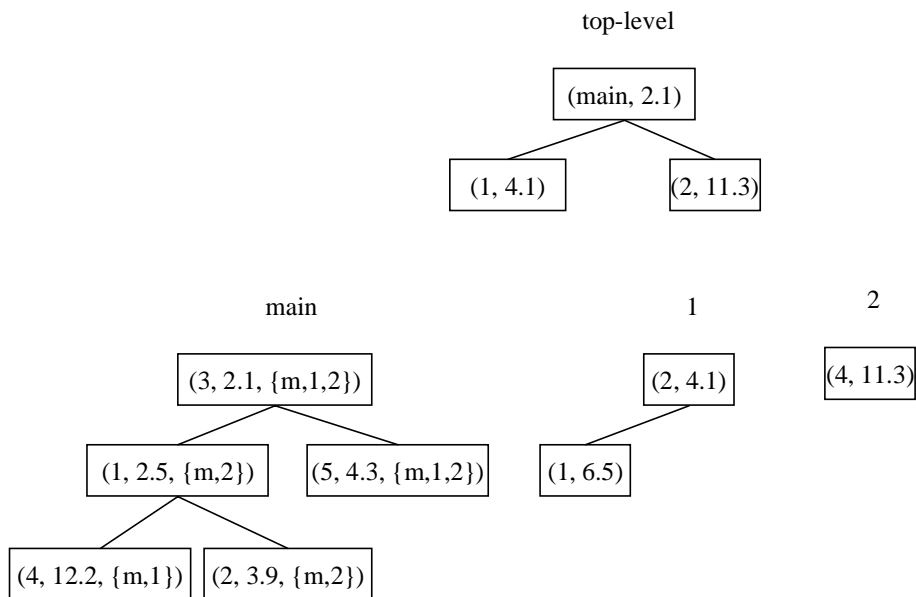 top-level
(main, 2.1)
(1, 4.1) (2, 11.3)
main 1 2
(3, 2.1, {m,1,2}) (2, 4.1) (4, 11.3)
(1, 2.5, {m,2}) (5, 4.3, {m,1,2}) (1, 6.5)
(4, 12.2, {m,1}) (2, 3.9, {m,2})